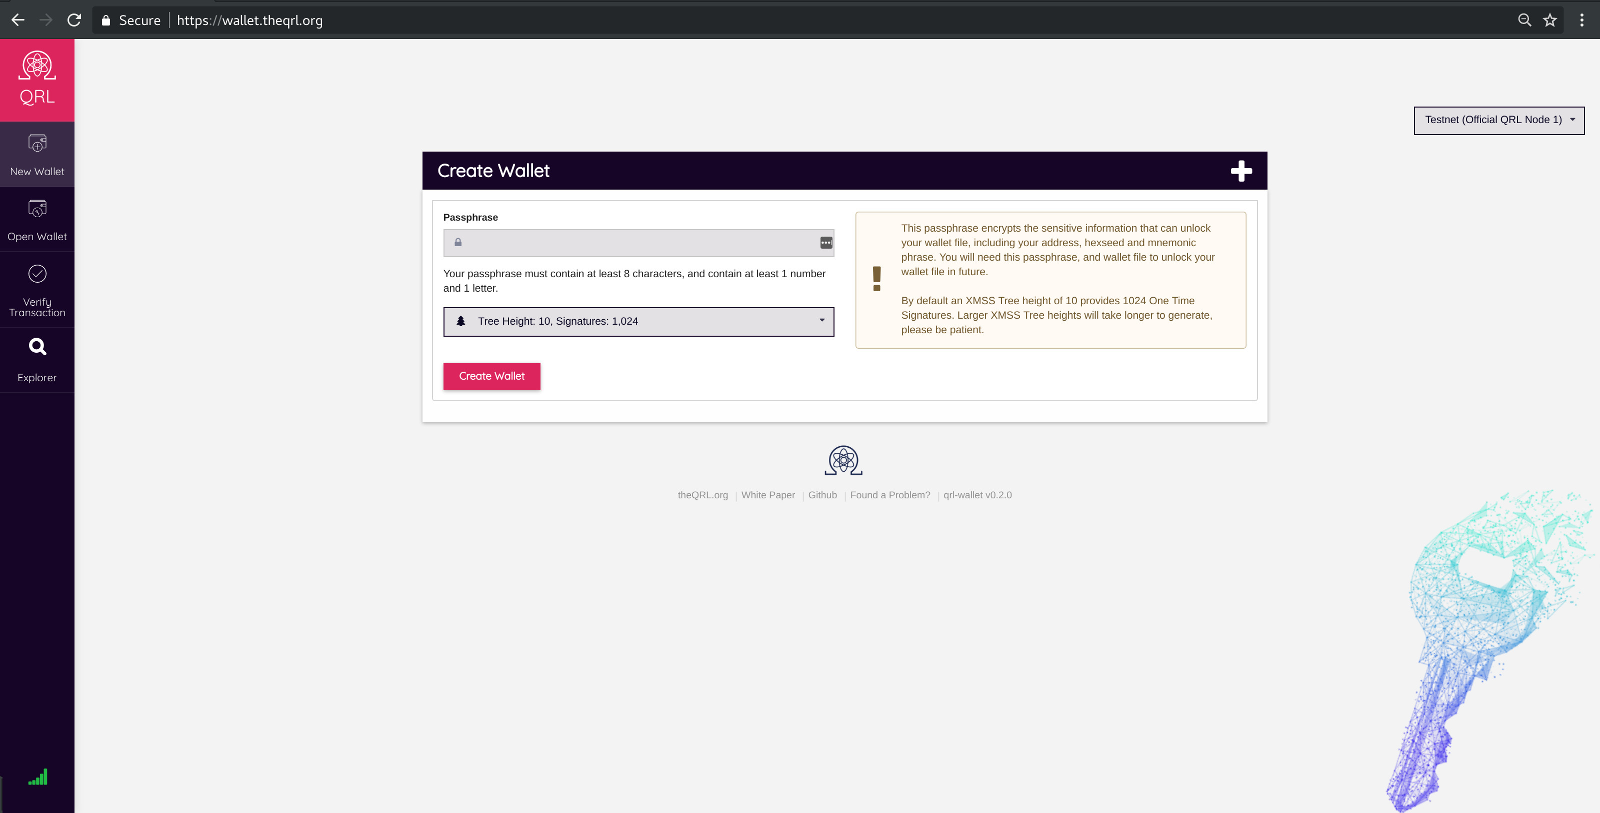 Secure
https://wallet.theqrl.org
QRL
New Wallet
Open Wallet
Verify
Transaction
Explorer
Testnet (Official QRL Node 1)
Create Wallet
Passphrase
Your passphrase must contain at least 8 characters, and contain at least 1 number
and 1 letter.
Tree Height: 10, Signatures: 1,024
Create Wallet
This passphrase encrypts the sensitive information that can unlock
your wallet file, including your address, hexseed and mnemonic
phrase. You will need this passphrase, and wallet file to unlock your
wallet file in future.
By default an XMSS Tree height of 10 provides 1024 One Time
Signatures. Larger XMSS Tree heights will take longer to generate,
please be patient.
theQRL.org | White Paper | Github | Found a Problem? | qrl-wallet v0.2.0